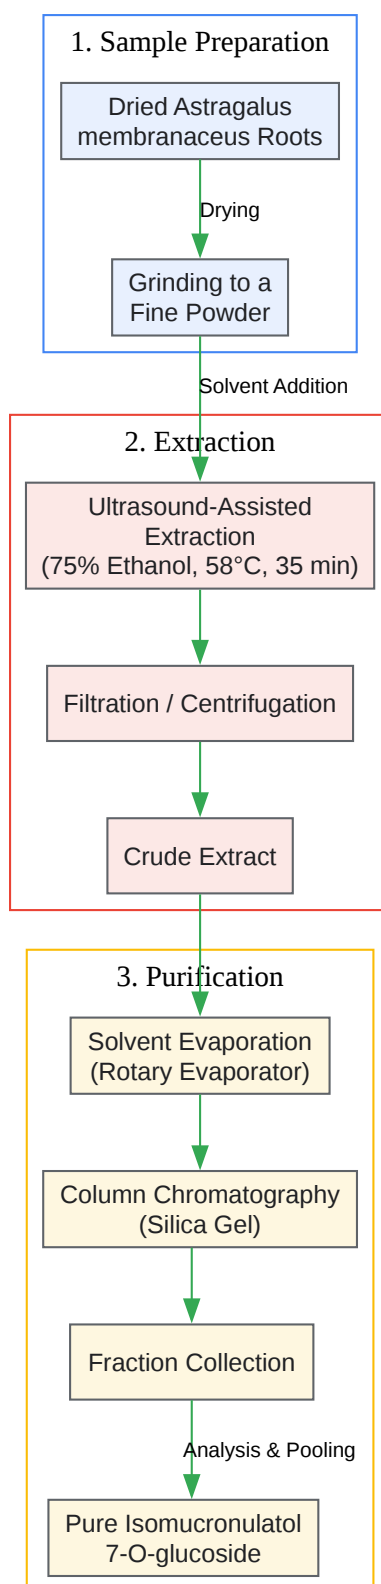 1. Sample Preparation
Dried Astragalus
membranaceus Roots
Drying
Grinding to a
Fine Powder
Solvent Addition
2. Extraction
Ultrasound-Assisted
Extraction
(75% Ethanol, 58°C, 35 min)
Filtration / Centrifugation
Crude Extract
3. Purification
Solvent Evaporation
(Rotary Evaporator)
Column Chromatography
(Silica Gel)
Fraction Collection
Analysis & Pooling
Pure Isomucronulatol
7-O-glucoside